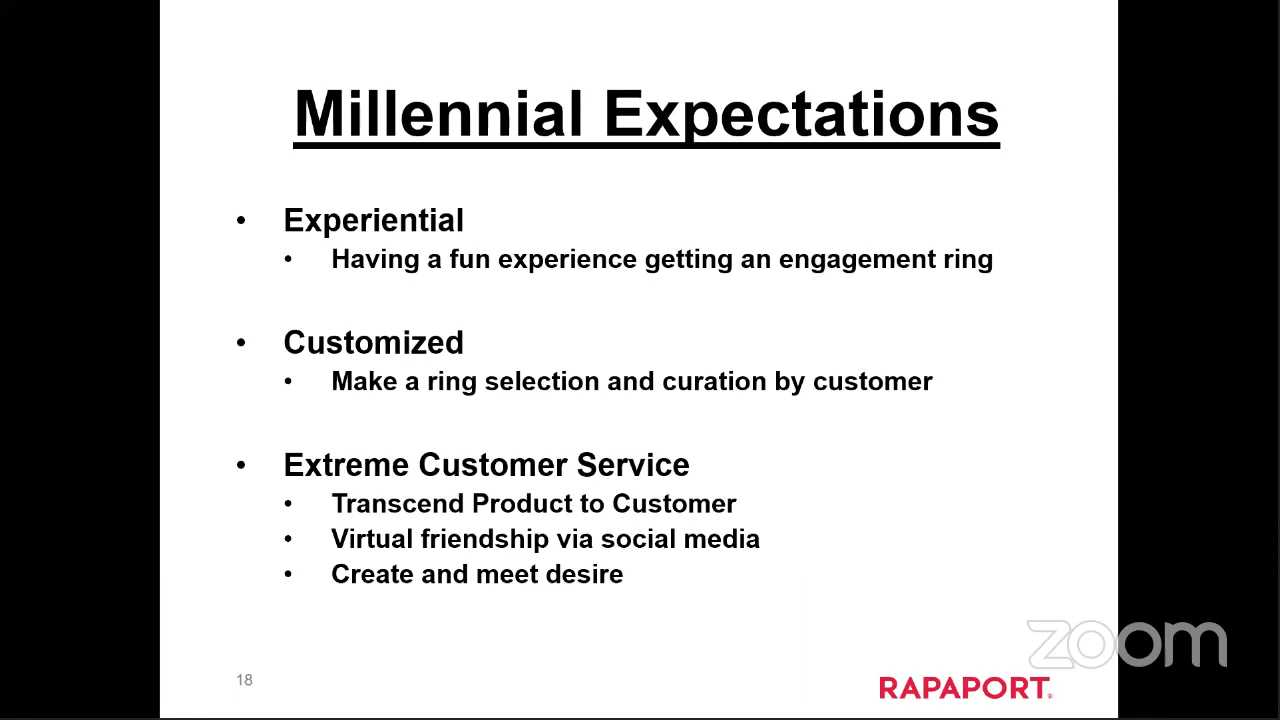 Millennial Expectations
• Experiential
• Having a fun experience getting an engagement ring
• Customized
• Make a ring selection and curation by customer
• Extreme Customer Service
• Transcend Product to Customer
• Virtual friendship via social media
• Create and meet desire
zoom
18
RAPAPORT®